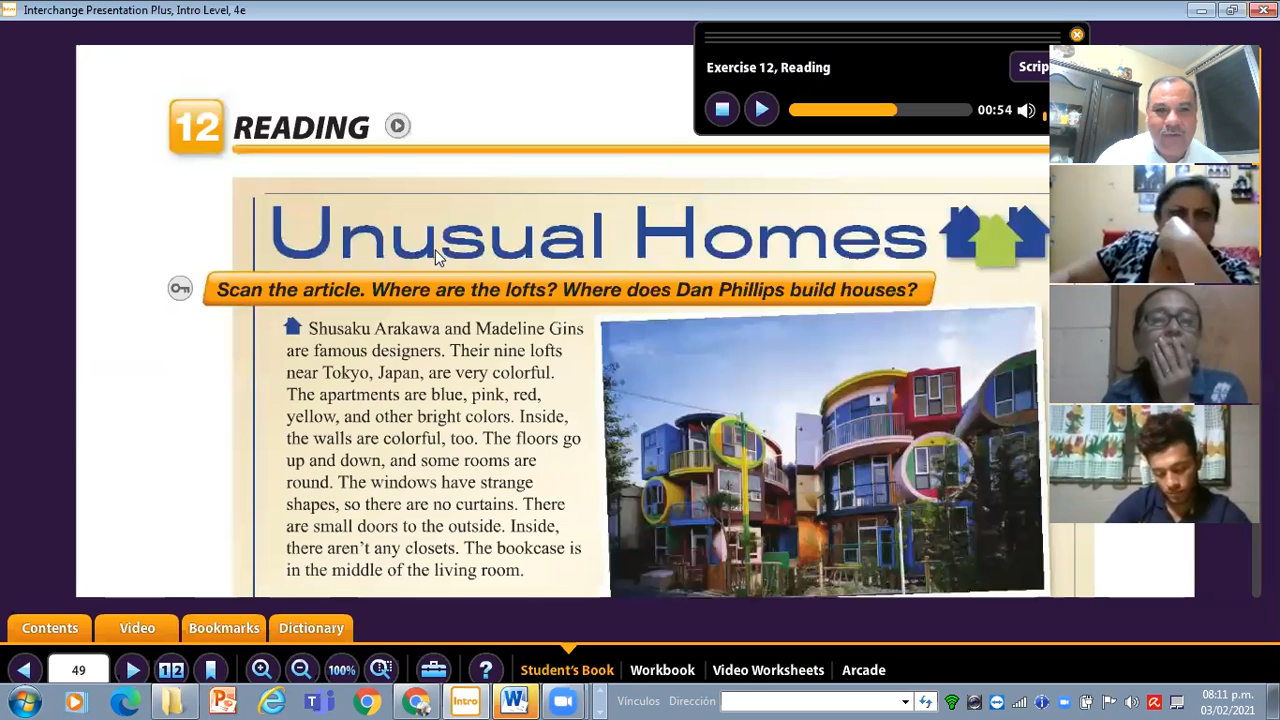 Interchange Presentation Plus, Intro Level, 4e
Exercise 12, Reading
Scrip
00:54
12 READING
Unusual Homes
Scan the article. Where are the lofts? Where does Dan Phillips build houses?
Shusaku Arakawa and Madeline Gins
are famous designers. Their nine lofts
near Tokyo, Japan, are very colorful.
The apartments are blue, pink, red,
yellow, and other bright colors. Inside,
the walls are colorful, too. The floors go
up and down, and some rooms are
round. The windows have strange
shapes, so there are no curtains. There
are small doors to the outside. Inside,
there aren't any closets. The bookcase is
in the middle of the living room.
Contents Video Bookmarks Dictionary
49 12 100% ? Student's Book Workbook Video Worksheets Arcade
Intro Vínculos Dirección 08:11 p.m.
03/02/2021